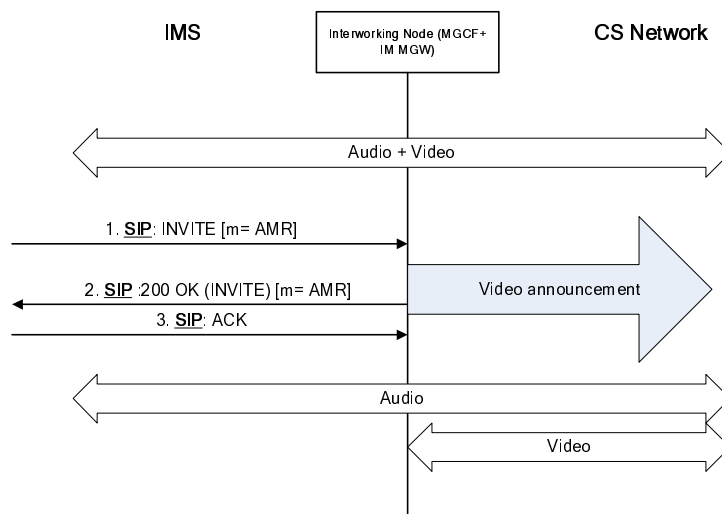 IMS
Interworking Node (MGCF+
IM MGW)
CS Network
Audio + Video
1. SIP: INVITE [m= AMR]
2. SIP :200 OK (INVITE) [m= AMR]
Video announcement
3. SIP: ACK
Audio
Video